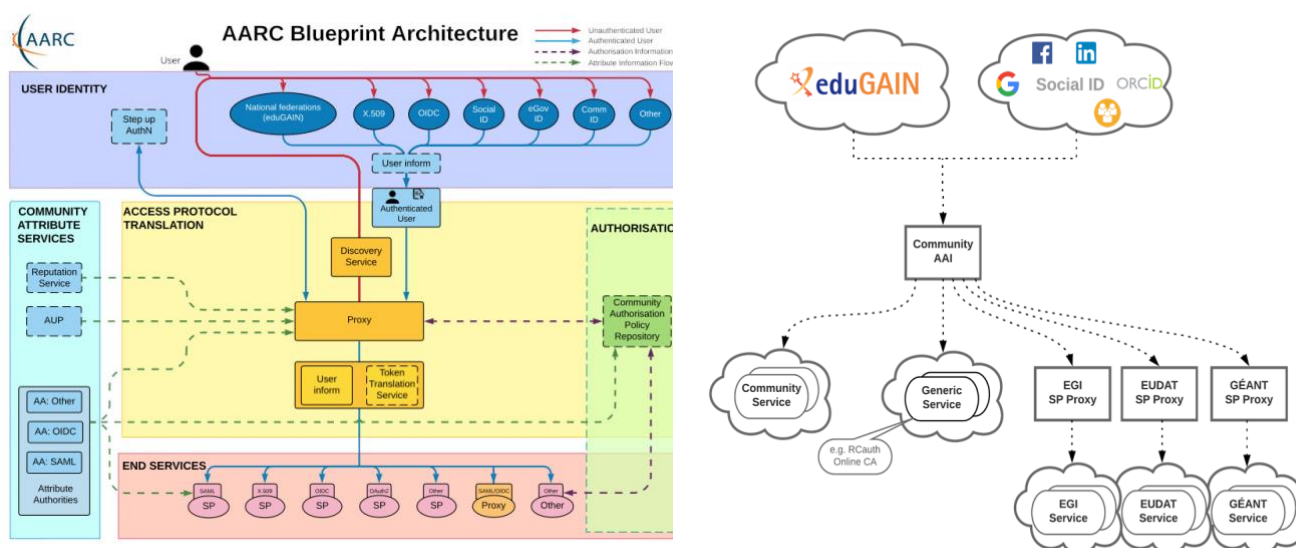 AARC
AARC Blueprint Architecture
User
Unauthenticated User
Authenticated User
Authorisation Information
Attribute Information Flow
USER IDENTITY
Step up
AuthN
National federations
(eduGAIN)
X.509
OIDC
Social
ID
eGov
ID
Comm
ID
Other
User inform
Authenticated
User
COMMUNITY
ATTRIBUTE
SERVICES
Reputation
Service
AUP
AA: Other
AA: OIDC
AA: SAML
Attribute
Authorities
ACCESS PROTOCOL
TRANSLATION
Discovery
Service
Proxy
User
inform
Token
Translation
Service
AUTHORISATIO
Community
Authorisation
Policy
Repository
END SERVICES
SAML
SP
X.509
SP
OIDC
SP
OAuth2
SP
Other
SP
SAML/OIDC
Proxy
Other
Other
eduGAIN
f
in
G
Social ID
ORCiD
Community
AAI
Community
Service
Generic
Service
e.g. RCauth
Online CA
EGI
SP Proxy
EUDAT
SP Proxy
GÉANT
SP Proxy
EGI
Service
EUDAT
Service
GÉANT
Service